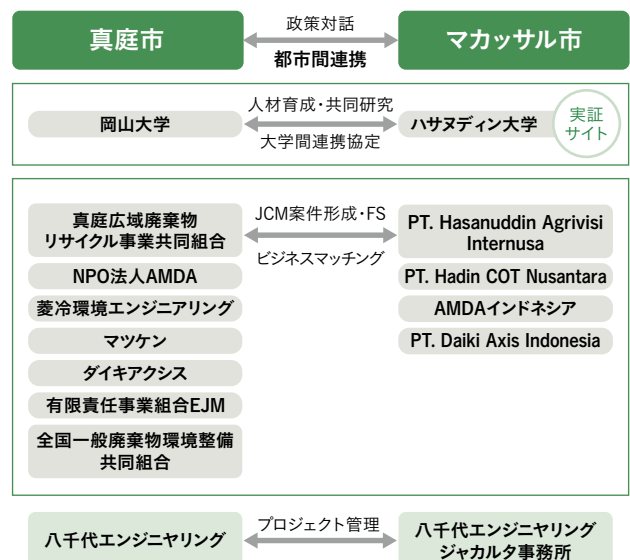 真庭市
政策対話
都市間連携
マカッサル市
岡山大学
人材育成・共同研究
大学間連携協定
ハサヌディン大学
実証
サイト
真庭広域廃棄物
リサイクル事業共同組合
NPO法人AMDA
菱冷環境エンジニアリング
マツケン
ダイキアクシス
有限責任事業組合EJM
全国一般廃棄物環境整備
共同組合
JCM案件形成・FS
ビジネスマッチング
PT. Hasanuddin Agrivisi
Internusa
PT. Hadin COT Nusantara
AMDAインドネシア
PT. Daiki Axis Indonesia
八千代エンジニヤリング
プロジェクト管理
八千代エンジニヤリング
ジャカルタ事務所